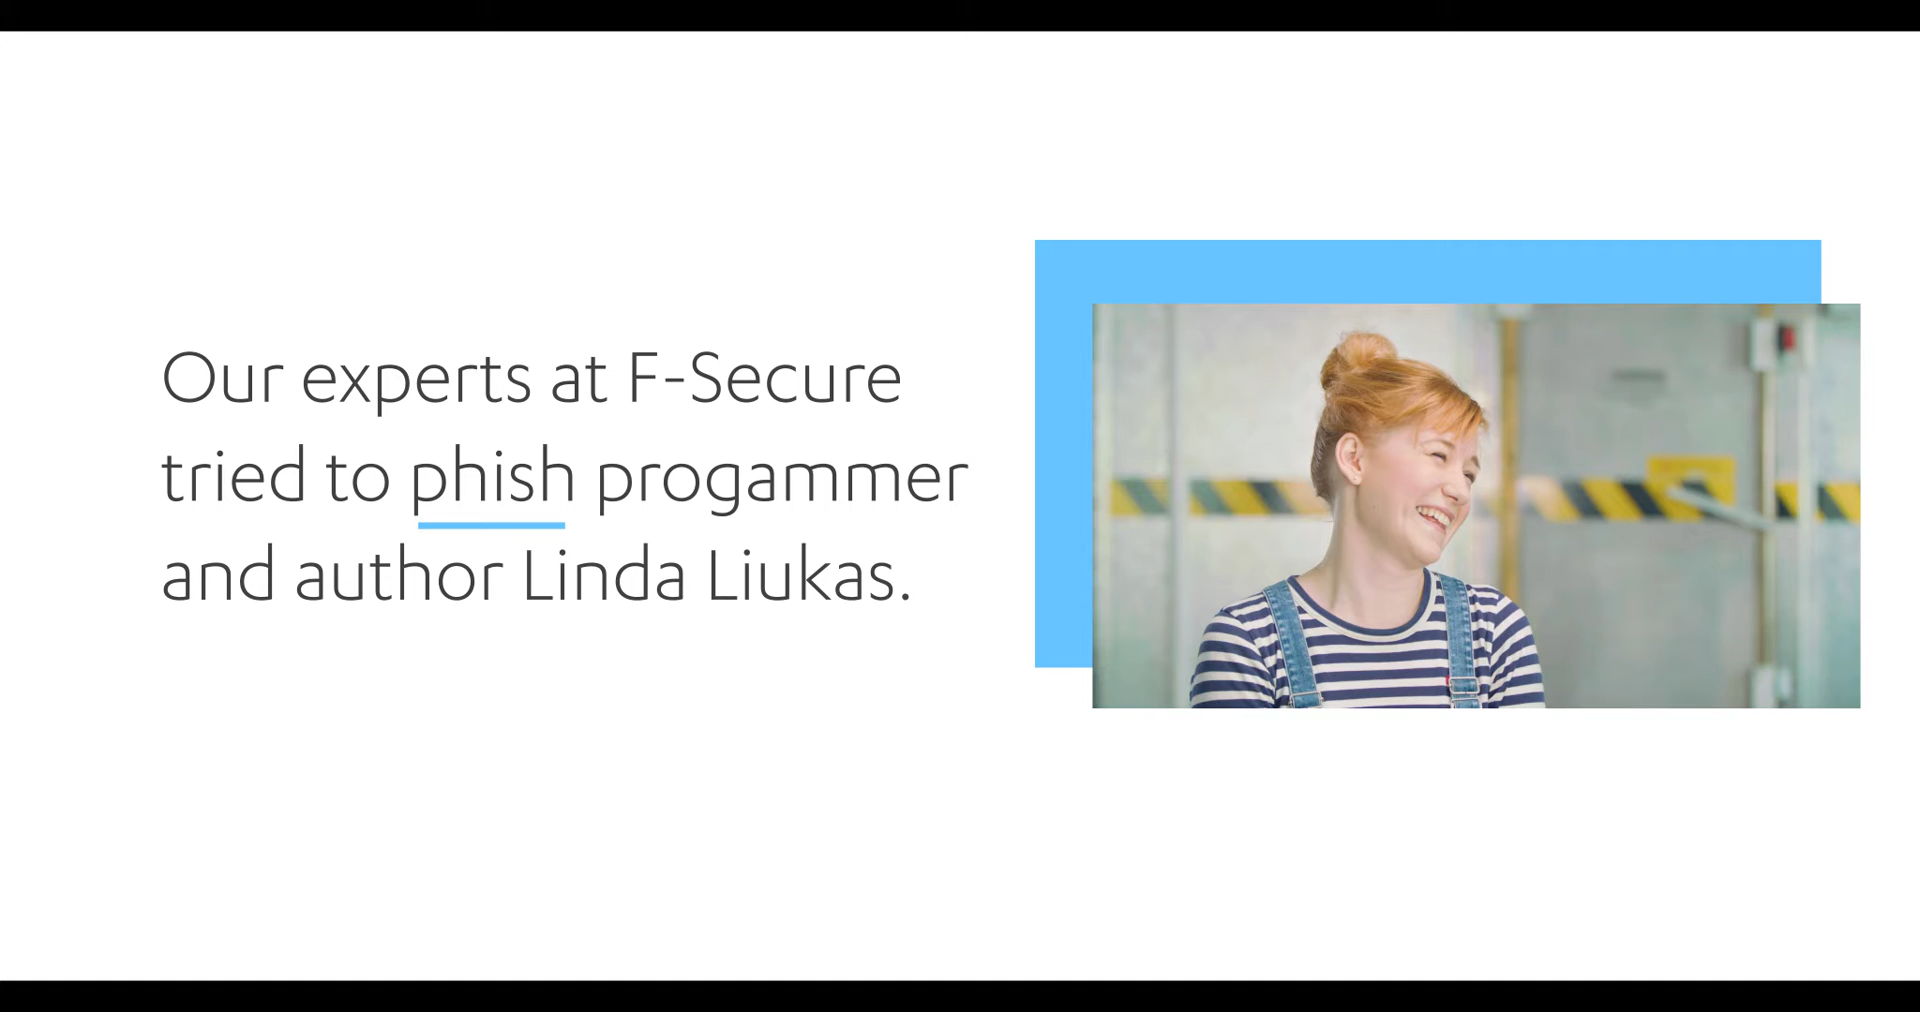 Our experts at F-Secure
tried to phish progammer
and author Linda Liukas.